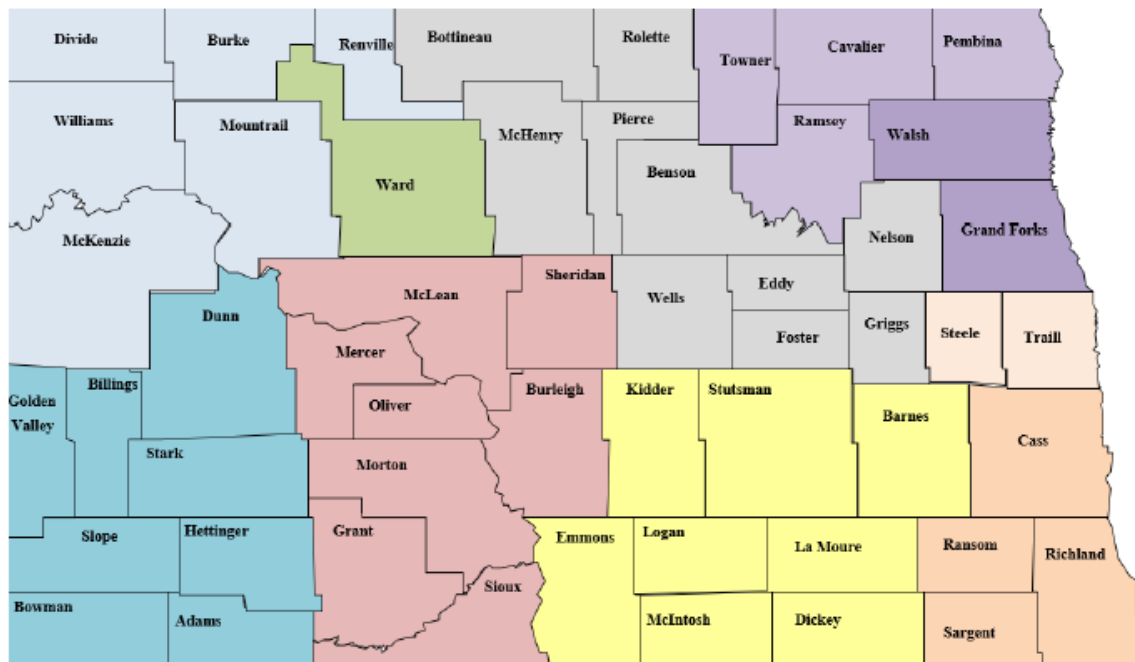 Divide
Burke
Renville
Bottineau
Rolette
Towner
Cavalier
Pembina
Williams
Mountrail
McHenry
Pierce
Ramsey
Walsh
Ward
Benson
McKenzie
Nelson
Grand Forks
Dunn
McLean
Sheridan
Wells
Eddy
Foster
Griggs
Steele
Traill
Mercer
Golden
Valley
Billings
Oliver
Burleigh
Kidder
Stutsman
Barnes
Cass
Stark
Morton
Slope
Hettinger
Grant
Emmons
Logan
La Moure
Ransom
Richland
Bowman
Adams
Sioux
McIntosh
Dickey
Sargent